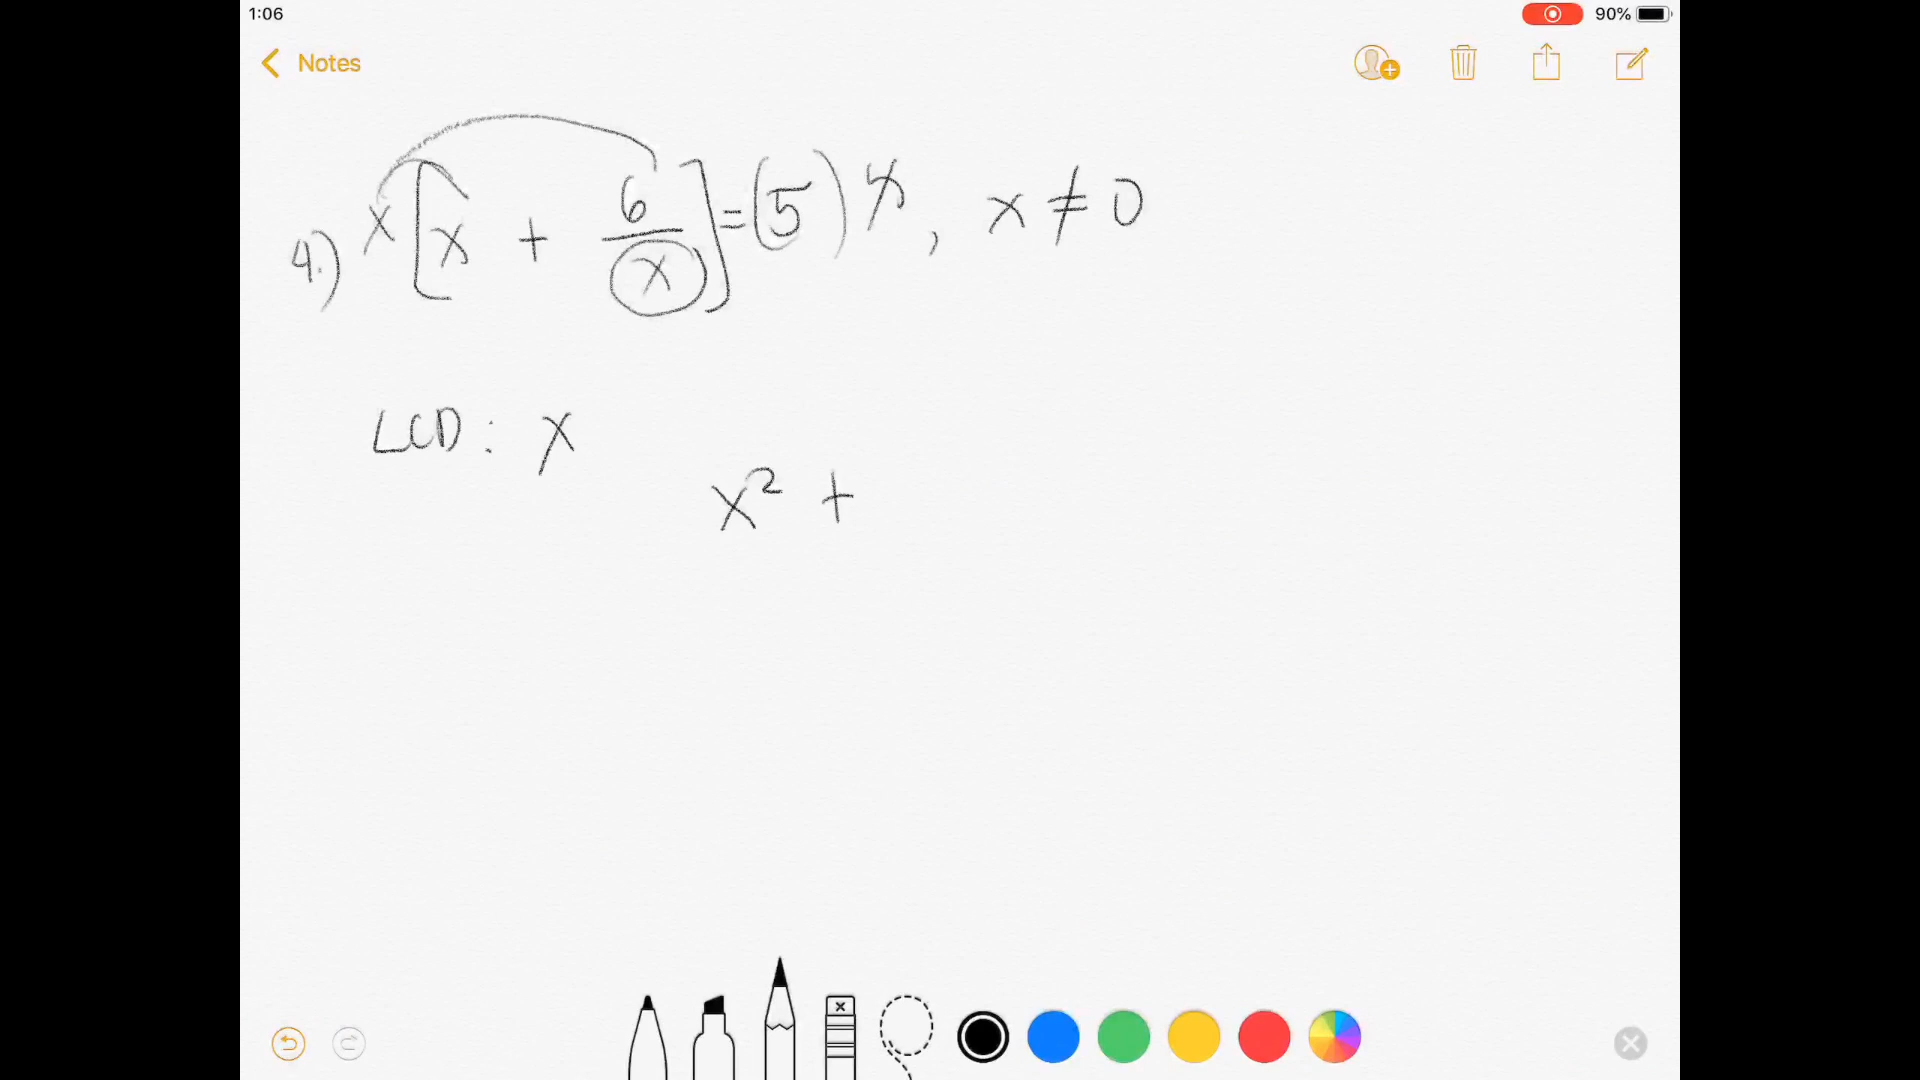 1:06
90%
Notes
4.) x[x + 6/x] = (5)x, x ≠ 0
LCD: x
x² +